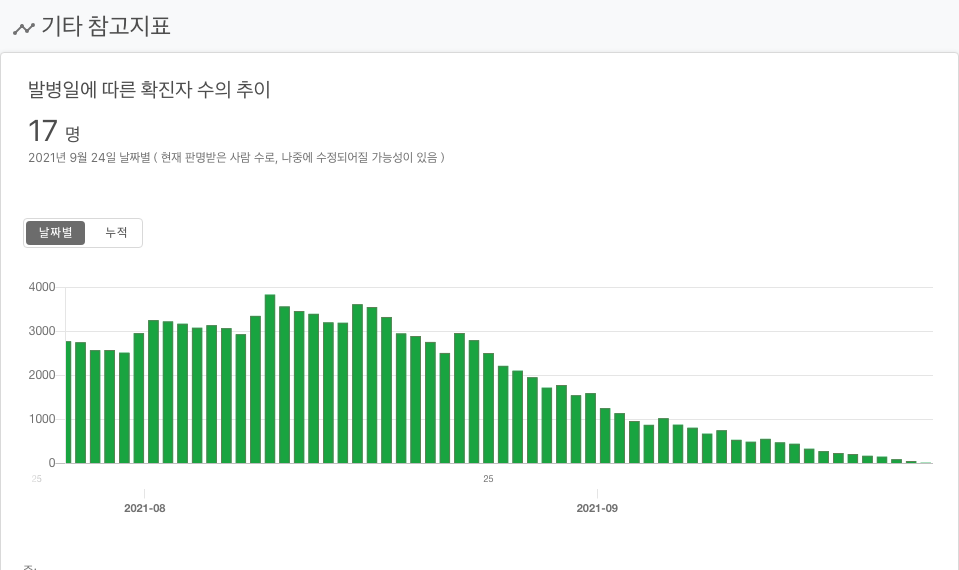 기타 참고지표
발병일에 따른 확진자 수의 추이
17 명
2021년 9월 24일 날짜별 ( 현재 판명받은 사람 수로, 나중에 수정되어질 가능성이 있음 )
날짜별 누적
4000
3000
2000
1000
0
25 25
2021-08 2021-09